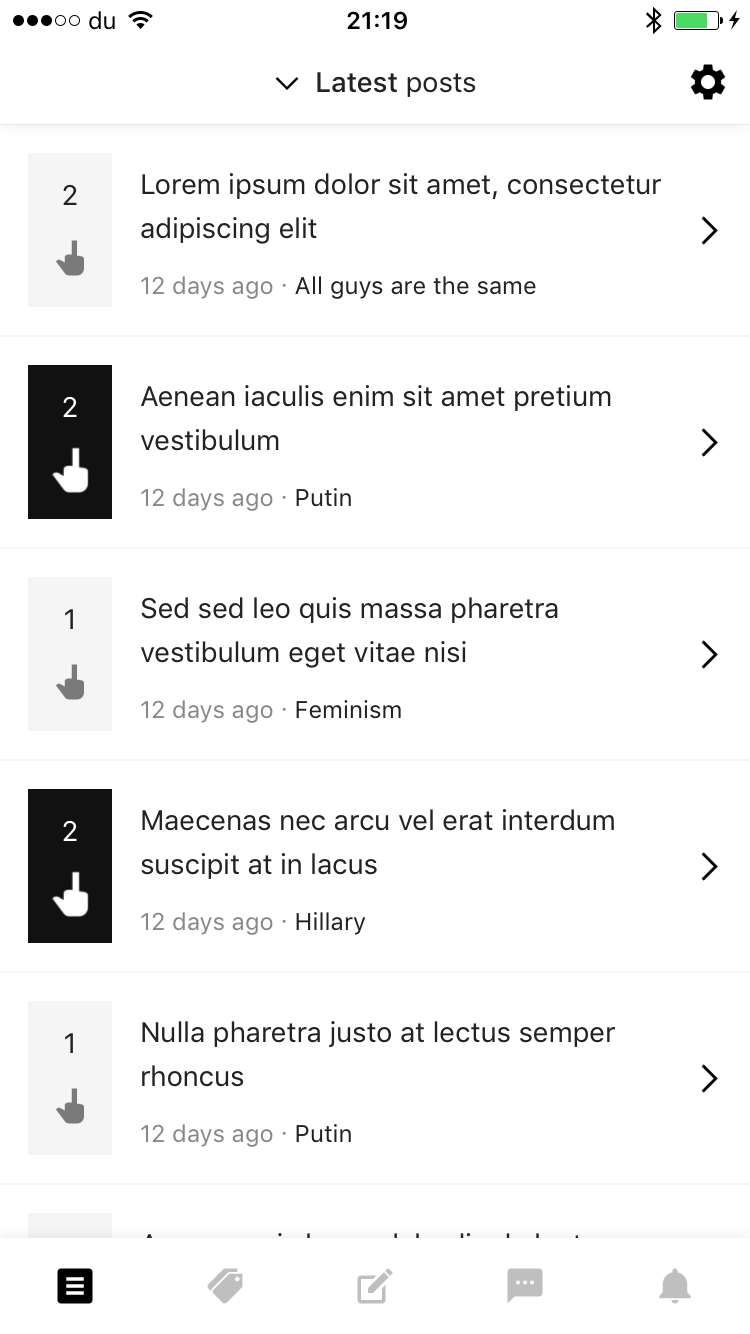 du 21:19
Latest posts
2
Lorem ipsum dolor sit amet, consectetur
adipiscing elit
12 days ago · All guys are the same
2
Aenean iaculis enim sit amet pretium
vestibulum
12 days ago · Putin
1
Sed sed leo quis massa pharetra
vestibulum eget vitae nisi
12 days ago · Feminism
2
Maecenas nec arcu vel erat interdum
suscipit at in lacus
12 days ago · Hillary
1
Nulla pharetra justo at lectus semper
rhoncus
12 days ago · Putin